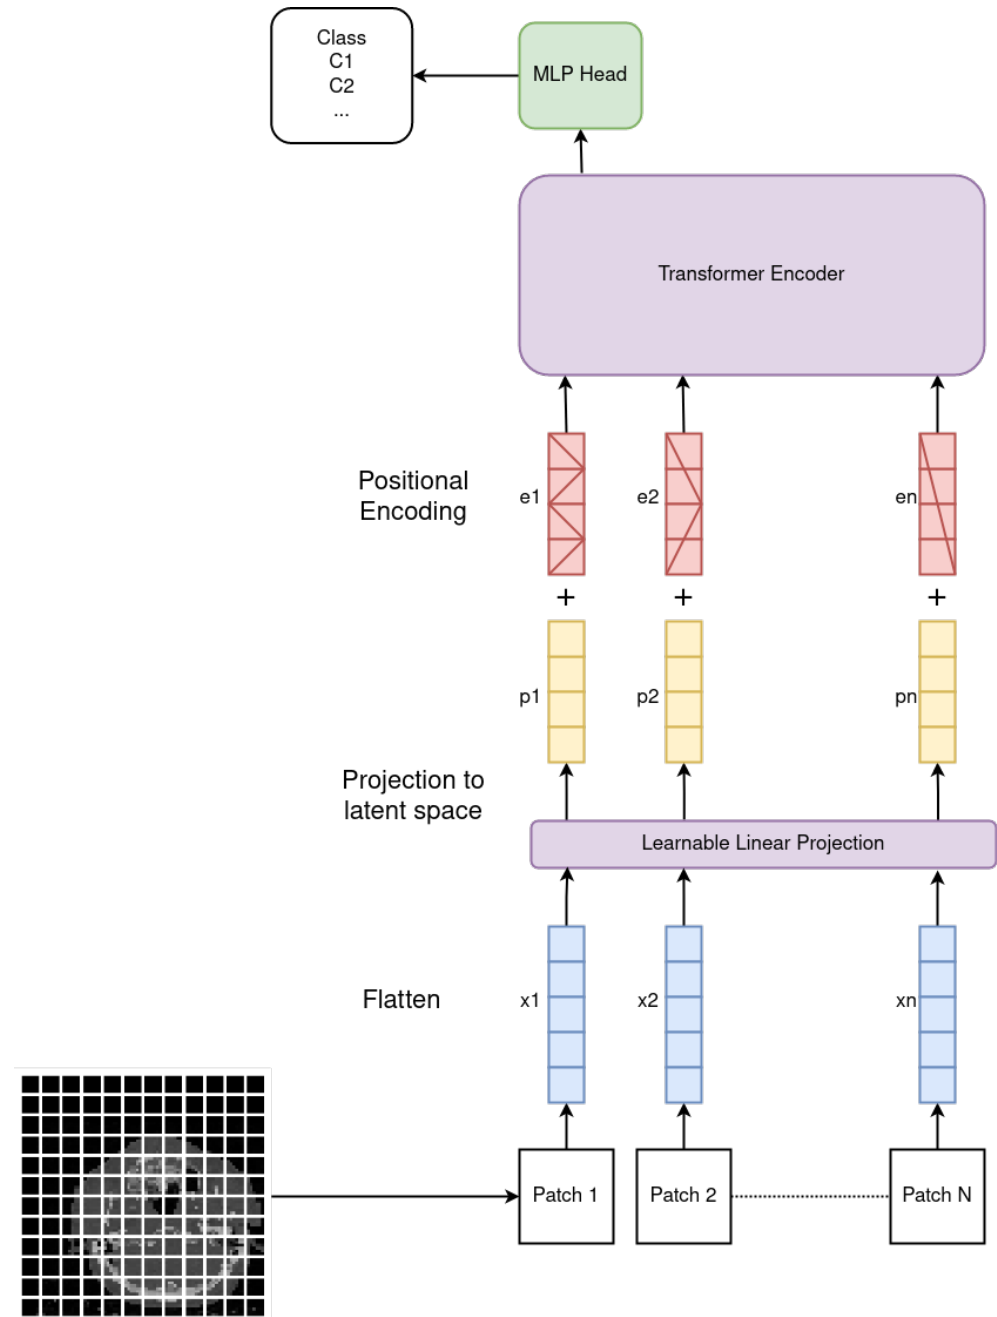 Class
C1
C2
...
MLP Head
Transformer Encoder
Positional
Encoding
e1
e2
en
+
+
+
p1
p2
pn
Projection to
latent space
Learnable Linear Projection
Flatten
x1
x2
xn
Patch 1
Patch 2
Patch N